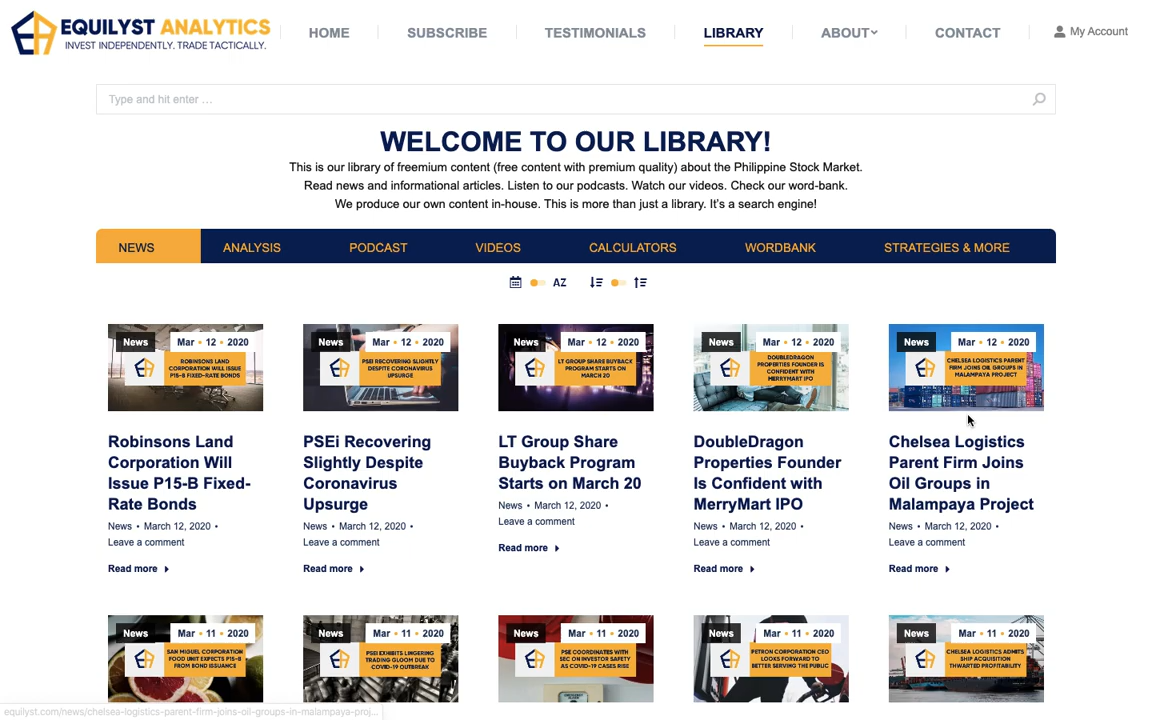 EQUILYST ANALYTICS
INVEST INDEPENDENTLY. TRADE TACTICALLY.
HOME
SUBSCRIBE
TESTIMONIALS
LIBRARY
ABOUT
CONTACT
My Account
Type and hit enter …
WELCOME TO OUR LIBRARY!
This is our library of freemium content (free content with premium quality) about the Philippine Stock Market.
Read news and informational articles. Listen to our podcasts. Watch our videos. Check our word-bank.
We produce our own content in-house. This is more than just a library. It's a search engine!
NEWS
ANALYSIS
PODCAST
VIDEOS
CALCULATORS
WORDBANK
STRATEGIES & MORE
AZ
News
Mar • 12 • 2020
ROBINSONS LAND
CORPORATION WILL ISSUE
P15-B FIXED-RATE BONDS
Robinsons Land
Corporation Will
Issue P15-B Fixed-
Rate Bonds
News • March 12, 2020 •
Leave a comment
Read more
News
Mar • 12 • 2020
PSEI RECOVERING SLIGHTLY
DESPITE CORONAVIRUS
UPSURGE
PSEi Recovering
Slightly Despite
Coronavirus
Upsurge
News • March 12, 2020 •
Leave a comment
Read more
News
Mar • 12 • 2020
LT GROUP SHARE BUYBACK
PROGRAM STARTS ON
MARCH 20
LT Group Share
Buyback Program
Starts on March 20
News • March 12, 2020 •
Leave a comment
Read more
News
Mar • 12 • 2020
DOUBLEDRAGON
PROPERTIES FOUNDER IS
CONFIDENT WITH
MERRYMART IPO
DoubleDragon
Properties Founder
Is Confident with
MerryMart IPO
News • March 12, 2020 •
Leave a comment
Read more
News
Mar • 12 • 2020
CHELSEA LOGISTICS PARENT
FIRM JOINS OIL GROUPS IN
MALAMPAYA PROJECT
Chelsea Logistics
Parent Firm Joins
Oil Groups in
Malampaya Project
News • March 12, 2020 •
Leave a comment
Read more
News
Mar • 11 • 2020
SAN MIGUEL CORPORATION
FOOD UNIT EXPECTS P15-B
FROM BOND ISSUANCE
News
Mar • 11 • 2020
PSEI EXHIBITS LINGERING
TRADING GLOOM DUE TO
COVID-19 OUTBREAK
News
Mar • 11 • 2020
PSE COORDINATES WITH
SEC ON INVESTOR SAFETY
AS COVID-19 CASES RISE
News
Mar • 11 • 2020
PETRON CORPORATION CEO
LOOKS FORWARD TO
BETTER SERVING THE PUBLIC
News
Mar • 11 • 2020
CHELSEA LOGISTICS ADMITS
SHIP ACQUISITION
THWARTED PROFITABILITY
equilyst.com/news/chelsea-logistics-parent-firm-joins-oil-groups-in-malampaya-proj...